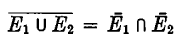 $\overline{E_1 \cup E_2} = \bar{E}_1 \cap \bar{E}_2$